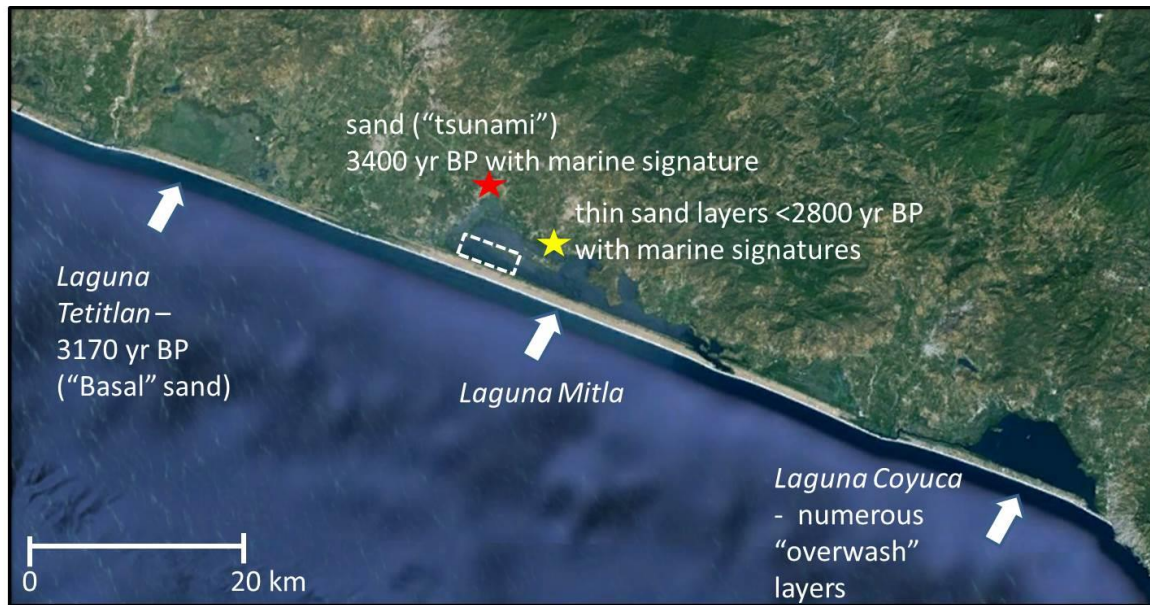 sand (“tsunami”)
3400 yr BP with marine signature
thin sand layers <2800 yr BP
with marine signatures
Laguna
Tetitlan –
3170 yr BP
(“Basal” sand)
Laguna Mitla
Laguna Coyuca
- numerous
“overwash”
layers
0
20 km